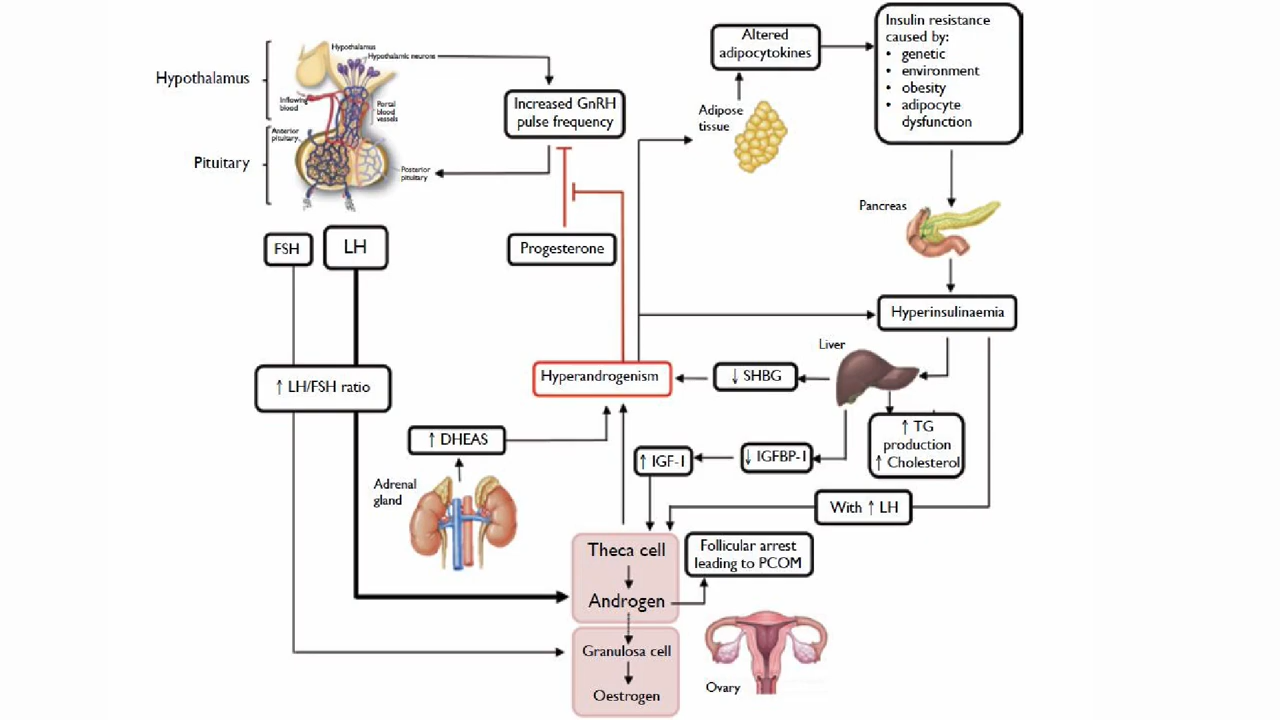 Hypothalamus
Hypothalamus
Hypothalamic neurons
Inflowing
blood
Portal
blood
vessels
Anterior
pituitary
Pituitary
Posterior
pituitary
Increased GnRH
pulse frequency
Progesterone
FSH
LH
↑ LH/FSH ratio
Altered
adipocytokines
Adipose
tissue
Insulin resistance
caused by:
• genetic
• environment
• obesity
• adipocyte
dysfunction
Pancreas
Hyperinsulinaemia
Liver
Hyperandrogenism
↓ SHBG
↑ TG
production
↑ Cholesterol
↑ DHEAS
↑ IGF-1
↓ IGFBP-1
Adrenal
gland
With ↑ LH
Theca cell
Androgen
Follicular arrest
leading to PCOM
Granulosa cell
Oestrogen
Ovary